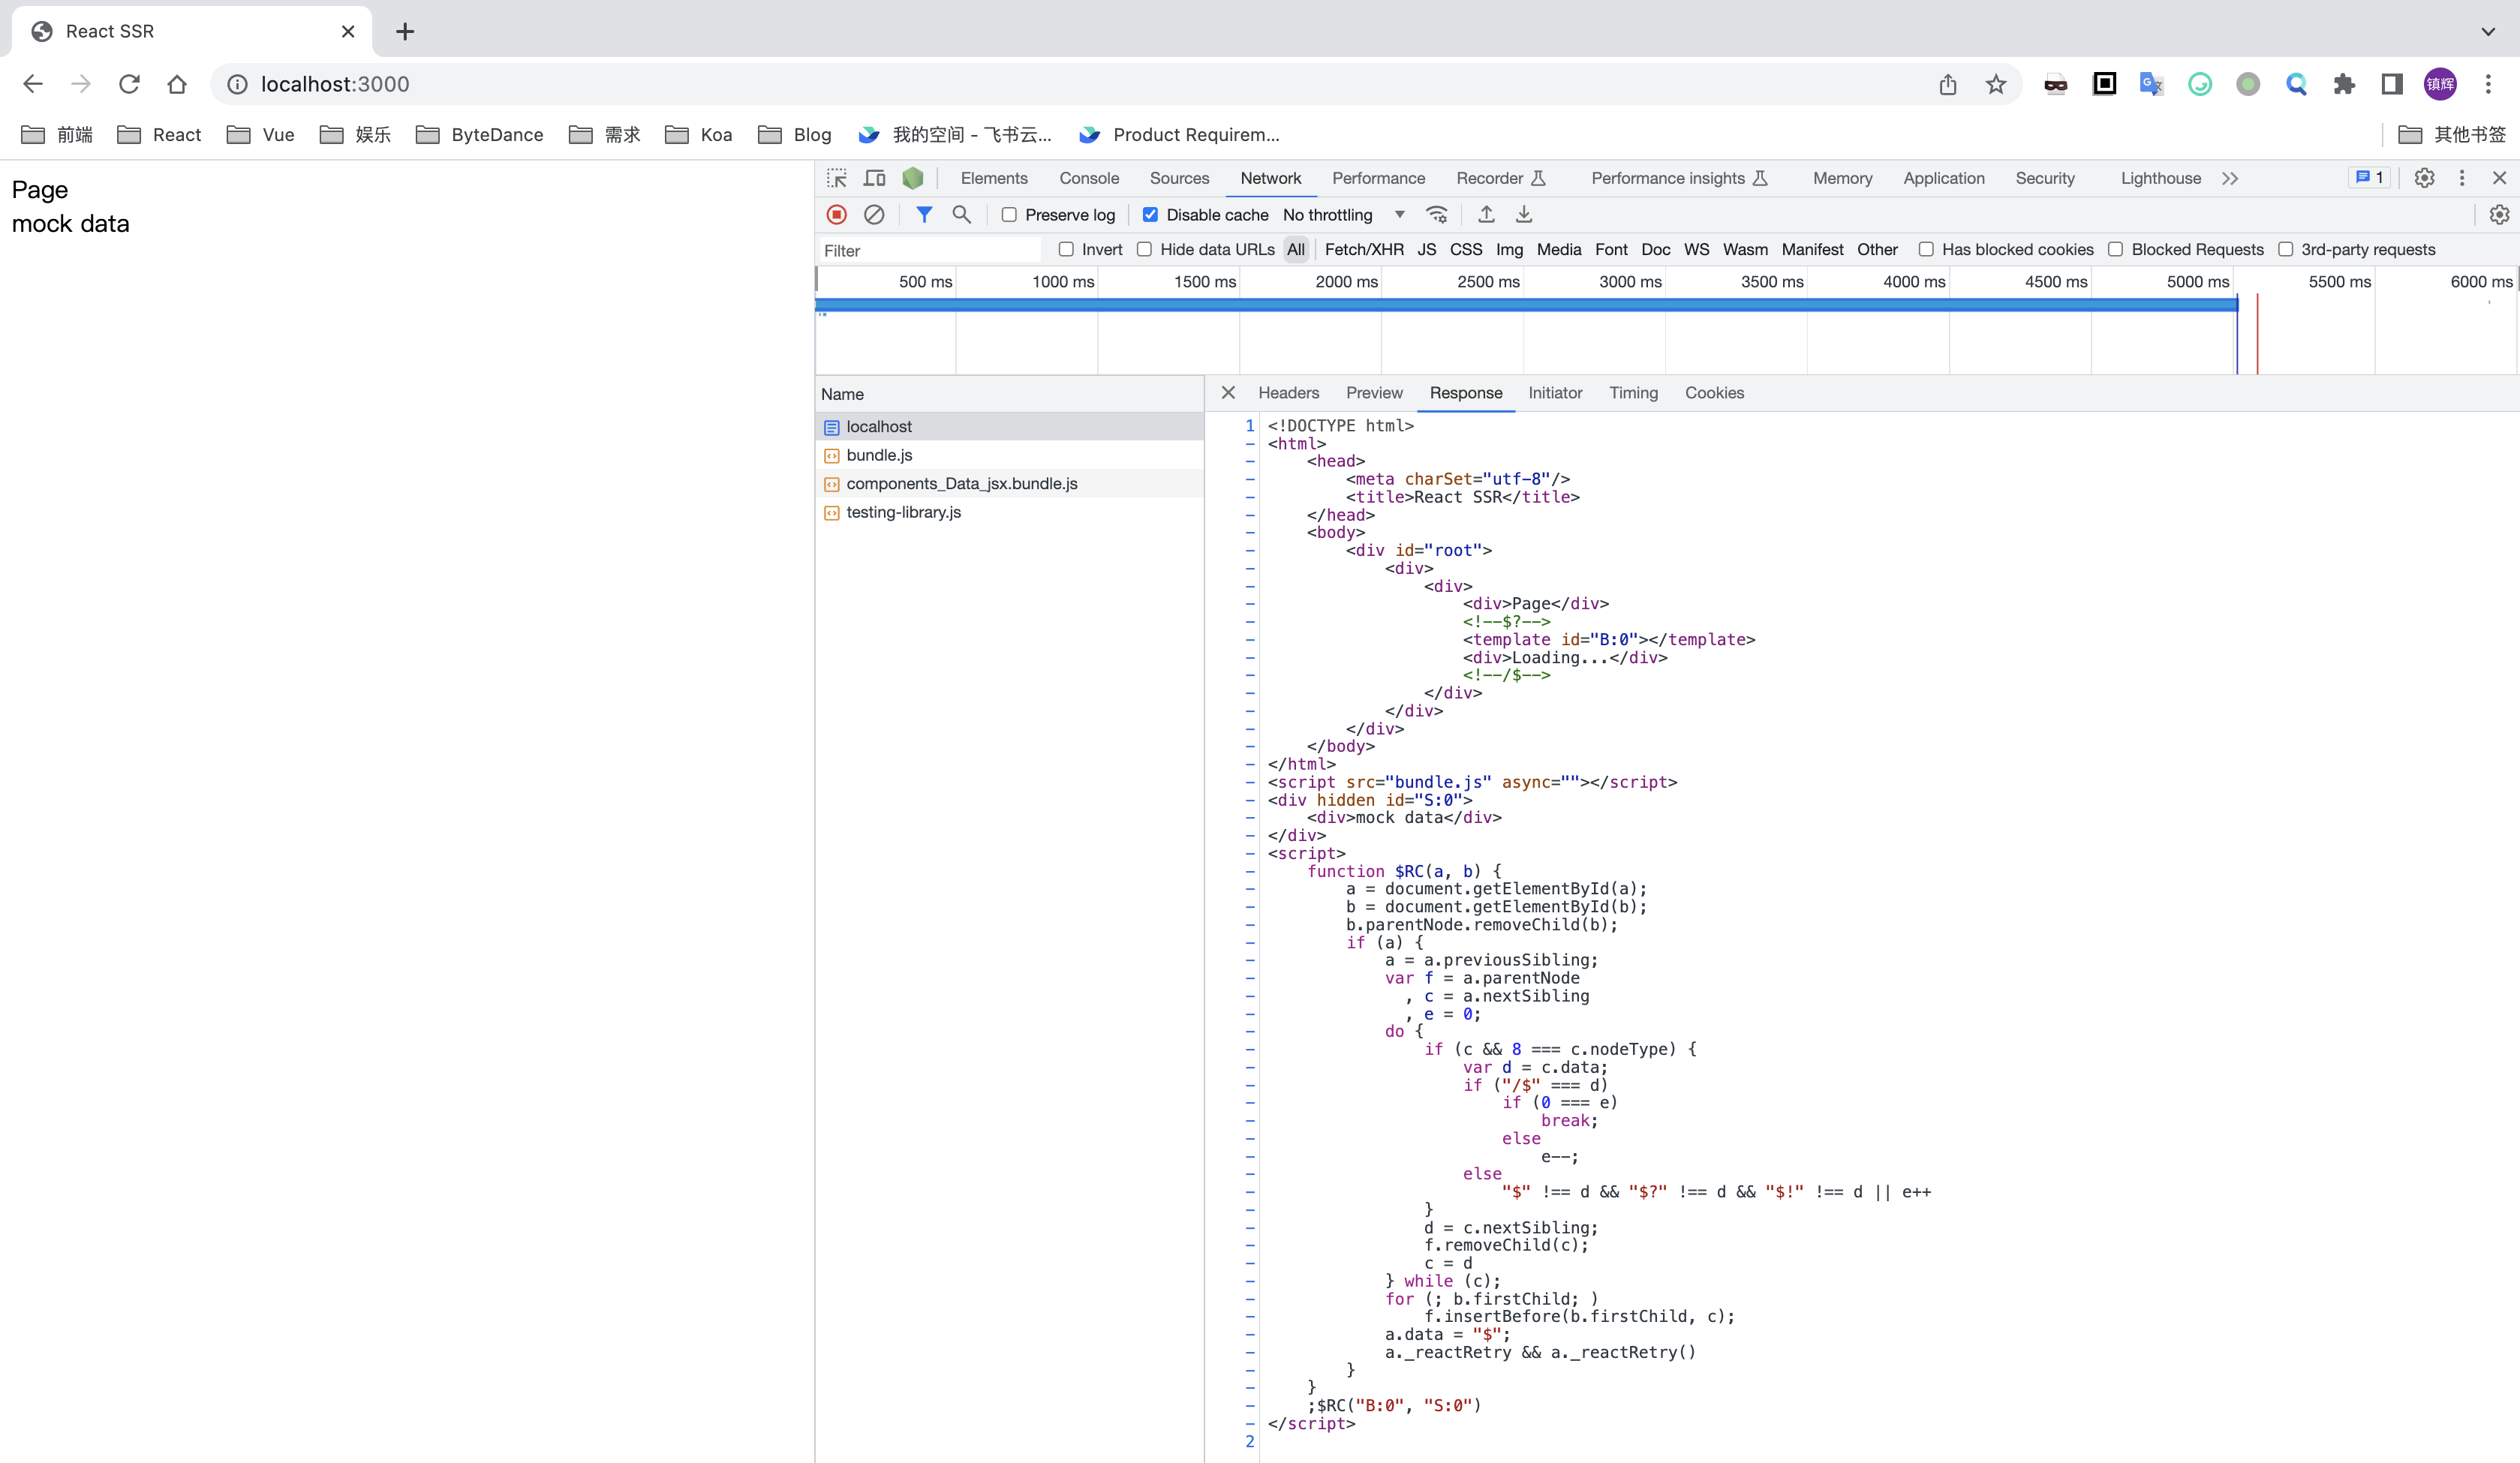 React SSR
localhost:3000
镇辉
前端 React Vue 娱乐 ByteDance 需求 Koa Blog 我的空间 - 飞书云... Product Requirem... 其他书签
Page
mock data
Elements Console Sources Network Performance Recorder Performance insights Memory Application Security Lighthouse 1
Preserve log Disable cache No throttling
Filter Invert Hide data URLs All Fetch/XHR JS CSS Img Media Font Doc WS Wasm Manifest Other Has blocked cookies Blocked Requests 3rd-party requests
500 ms 1000 ms 1500 ms 2000 ms 2500 ms 3000 ms 3500 ms 4000 ms 4500 ms 5000 ms 5500 ms 6000 ms
Name
localhost
bundle.js
components_Data_jsx.bundle.js
testing-library.js
Headers Preview Response Initiator Timing Cookies
1 <!DOCTYPE html>
- <html>
- <head>
- <meta charSet="utf-8"/>
- <title>React SSR</title>
- </head>
- <body>
- <div id="root">
- <div>
- <div>
- <div>Page</div>
- <!--$?-->
- <template id="B:0"></template>
- <div>Loading...</div>
- <!--/$-->
- </div>
- </div>
- </div>
- </body>
- </html>
- <script src="bundle.js" async=""></script>
- <div hidden id="S:0">
- <div>mock data</div>
- </div>
- <script>
- function $RC(a, b) {
- a = document.getElementById(a);
- b = document.getElementById(b);
- b.parentNode.removeChild(b);
- if (a) {
- a = a.previousSibling;
- var f = a.parentNode
- , c = a.nextSibling
- , e = 0;
- do {
- if (c && 8 === c.nodeType) {
- var d = c.data;
- if ("/$" === d)
- if (0 === e)
- break;
- else
- e--;
- else
- "$" !== d && "$?" !== d && "$!" !== d || e++
- }
- d = c.nextSibling;
- f.removeChild(c);
- c = d
- } while (c);
- for (; b.firstChild; )
- f.insertBefore(b.firstChild, c);
- a.data = "$";
- a._reactRetry && a._reactRetry()
- }
- }
- ;$RC("B:0", "S:0")
- </script>
2